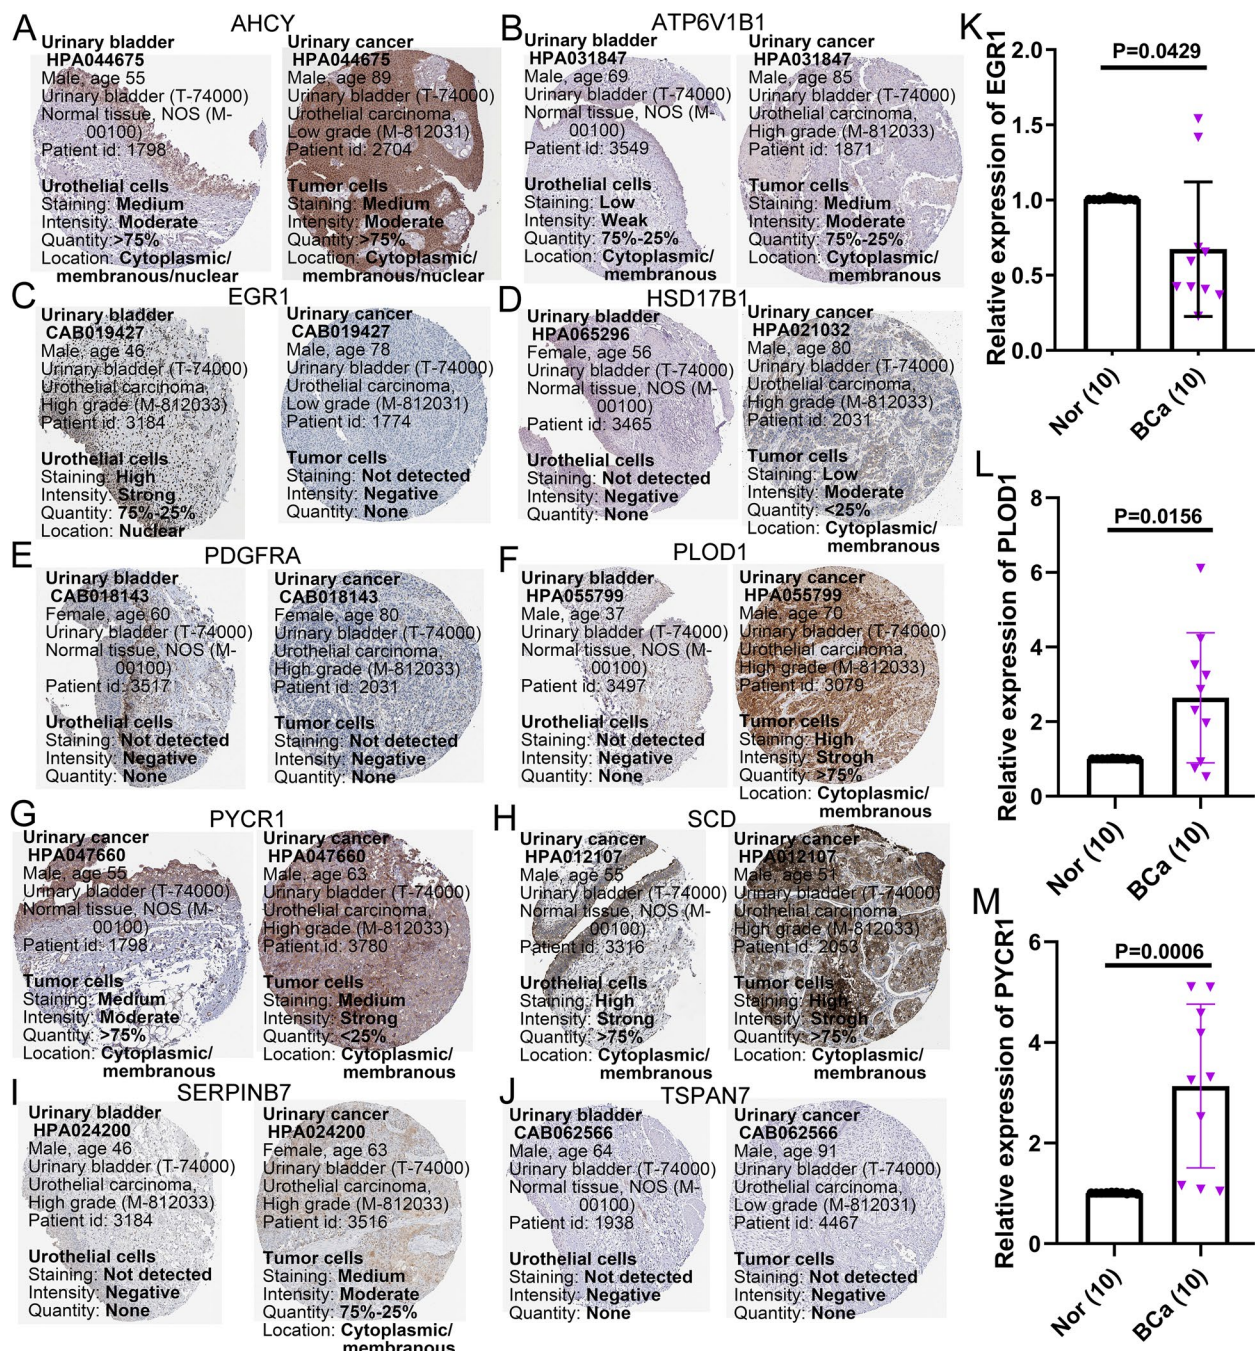 A
AHCY
Urinary bladder
HPA044675
Male, age 55
Urinary bladder (T-74000)
Normal tissue, NOS (M-
00100)
Patient id: 1798
Urothelial cells
Staining: Medium
Intensity: Moderate
Quantity: >75%
Location: Cytoplasmic/
membranous/nuclear
Urinary cancer
HPA044675
Male, age 89
Urinary bladder (T-74000)
Urothelial carcinoma,
Low grade (M-812031)
Patient id: 2704
Tumor cells
Staining: Medium
Intensity: Moderate
Quantity: >75%
Location: Cytoplasmic/
membranous/nuclear
B
ATP6V1B1
Urinary bladder
HPA031847
Male, age 69
Urinary bladder (T-74000)
Normal tissue, NOS (M-
00100)
Patient id: 3549
Urothelial cells
Staining: Low
Intensity: Weak
Quantity: 75%-25%
Location: Cytoplasmic/
membranous
Urinary cancer
HPA031847
Male, age 85
Urinary bladder (T-74000)
Urothelial carcinoma,
High grade (M-812033)
Patient id: 1871
Tumor cells
Staining: Medium
Intensity: Moderate
Quantity: 75%-25%
Location: Cytoplasmic/
membranous
C
EGR1
Urinary bladder
CAB019427
Male, age 46
Urinary bladder (T-74000)
Urothelial carcinoma,
High grade (M-812033)
Patient id: 3184
Urothelial cells
Staining: High
Intensity: Strong
Quantity: 75%-25%
Location: Nuclear
Urinary cancer
CAB019427
Male, age 78
Urinary bladder (T-74000)
Urothelial carcinoma,
Low grade (M-812031)
Patient id: 1774
Tumor cells
Staining: Not detected
Intensity: Negative
Quantity: None
D
HSD17B1
Urinary bladder
HPA065296
Female, age 56
Urinary bladder (T-74000)
Normal tissue, NOS (M-
00100)
Patient id: 3465
Urothelial cells
Staining: Not detected
Intensity: Negative
Quantity: None
Urinary cancer
HPA021032
Male, age 80
Urinary bladder (T-74000)
Urothelial carcinoma,
High grade (M-812033)
Patient id: 2031
Tumor cells
Staining: Low
Intensity: Moderate
Quantity: <25%
Location: Cytoplasmic/
membranous
E
PDGFRA
Urinary bladder
CAB018143
Female, age 60
Urinary bladder (T-74000)
Normal tissue, NOS (M-
00100)
Patient id: 3517
Urothelial cells
Staining: Not detected
Intensity: Negative
Quantity: None
Urinary cancer
CAB018143
Female, age 80
Urinary bladder (T-74000)
Urothelial carcinoma,
High grade (M-812033)
Patient id: 2031
Tumor cells
Staining: Not detected
Intensity: Negative
Quantity: None
F
PLOD1
Urinary bladder
HPA055799
Male, age 37
Urinary bladder (T-74000)
Normal tissue, NOS (M-
00100)
Patient id: 3497
Urothelial cells
Staining: Not detected
Intensity: Negative
Quantity: None
Urinary cancer
HPA055799
Male, age 70
Urinary bladder (T-74000)
Urothelial carcinoma,
High grade (M-812033)
Patient id: 3079
Tumor cells
Staining: High
Intensity: Strogh
Quantity: >75%
Location: Cytoplasmic/
membranous
G
PYCR1
Urinary cancer
HPA047660
Male, age 55
Urinary bladder (T-74000)
Normal tissue, NOS (M-
00100)
Patient id: 1798
Tumor cells
Staining: Medium
Intensity: Moderate
Quantity: >75%
Location: Cytoplasmic/
membranous
Urinary cancer
HPA047660
Male, age 63
Urinary bladder (T-74000)
Urothelial carcinoma,
High grade (M-812033)
Patient id: 3780
Tumor cells
Staining: Medium
Intensity: Strong
Quantity: <25%
Location: Cytoplasmic/
membranous
H
SCD
Urinary cancer
HPA012107
Male, age 55
Urinary bladder (T-74000)
Normal tissue, NOS (M-
00100)
Patient id: 3316
Urothelial cells
Staining: High
Intensity: Strong
Quantity: >75%
Location: Cytoplasmic/
membranous
Urinary cancer
HPA012107
Male, age 51
Urinary bladder (T-74000)
Urothelial carcinoma,
High grade (M-812033)
Patient id: 2053
Tumor cells
Staining: High
Intensity: Strogh
Quantity: >75%
Location: Cytoplasmic/
membranous
I
SERPINB7
Urinary bladder
HPA024200
Male, age 46
Urinary bladder (T-74000)
Urothelial carcinoma,
High grade (M-812033)
Patient id: 3184
Urothelial cells
Staining: Not detected
Intensity: Negative
Quantity: None
Urinary cancer
HPA024200
Female, age 63
Urinary bladder (T-74000)
Urothelial carcinoma,
High grade (M-812033)
Patient id: 3516
Tumor cells
Staining: Medium
Intensity: Moderate
Quantity: 75%-25%
Location: Cytoplasmic/
membranous
J
TSPAN7
Urinary bladder
CAB062566
Male, age 64
Urinary bladder (T-74000)
Normal tissue, NOS (M-
00100)
Patient id: 1938
Urothelial cells
Staining: Not detected
Intensity: Negative
Quantity: None
Urinary cancer
CAB062566
Male, age 91
Urinary bladder (T-74000)
Urothelial carcinoma,
Low grade (M-812031)
Patient id: 4467
Tumor cells
Staining: Not detected
Intensity: Negative
Quantity: None
K
Relative expression of EGR1
2.0
1.5
1.0
0.5
0.0
P=0.0429
Nor (10)
BCa (10)
L
Relative expression of PLOD1
8
6
4
2
0
P=0.0156
Nor (10)
BCa (10)
M
Relative expression of PYCR1
6
4
2
0
P=0.0006
Nor (10)
BCa (10)